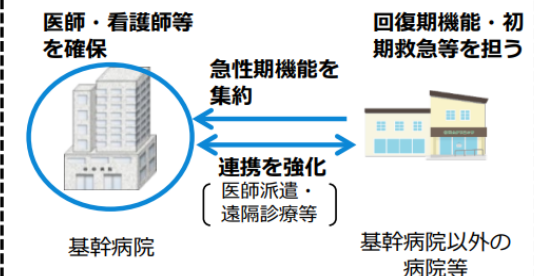 医師・看護師等
を確保
回復期機能・初
期救急等を担う
急性期機能を
集約
連携を強化
医師派遣・
遠隔診療等
基幹病院
基幹病院以外の
病院等